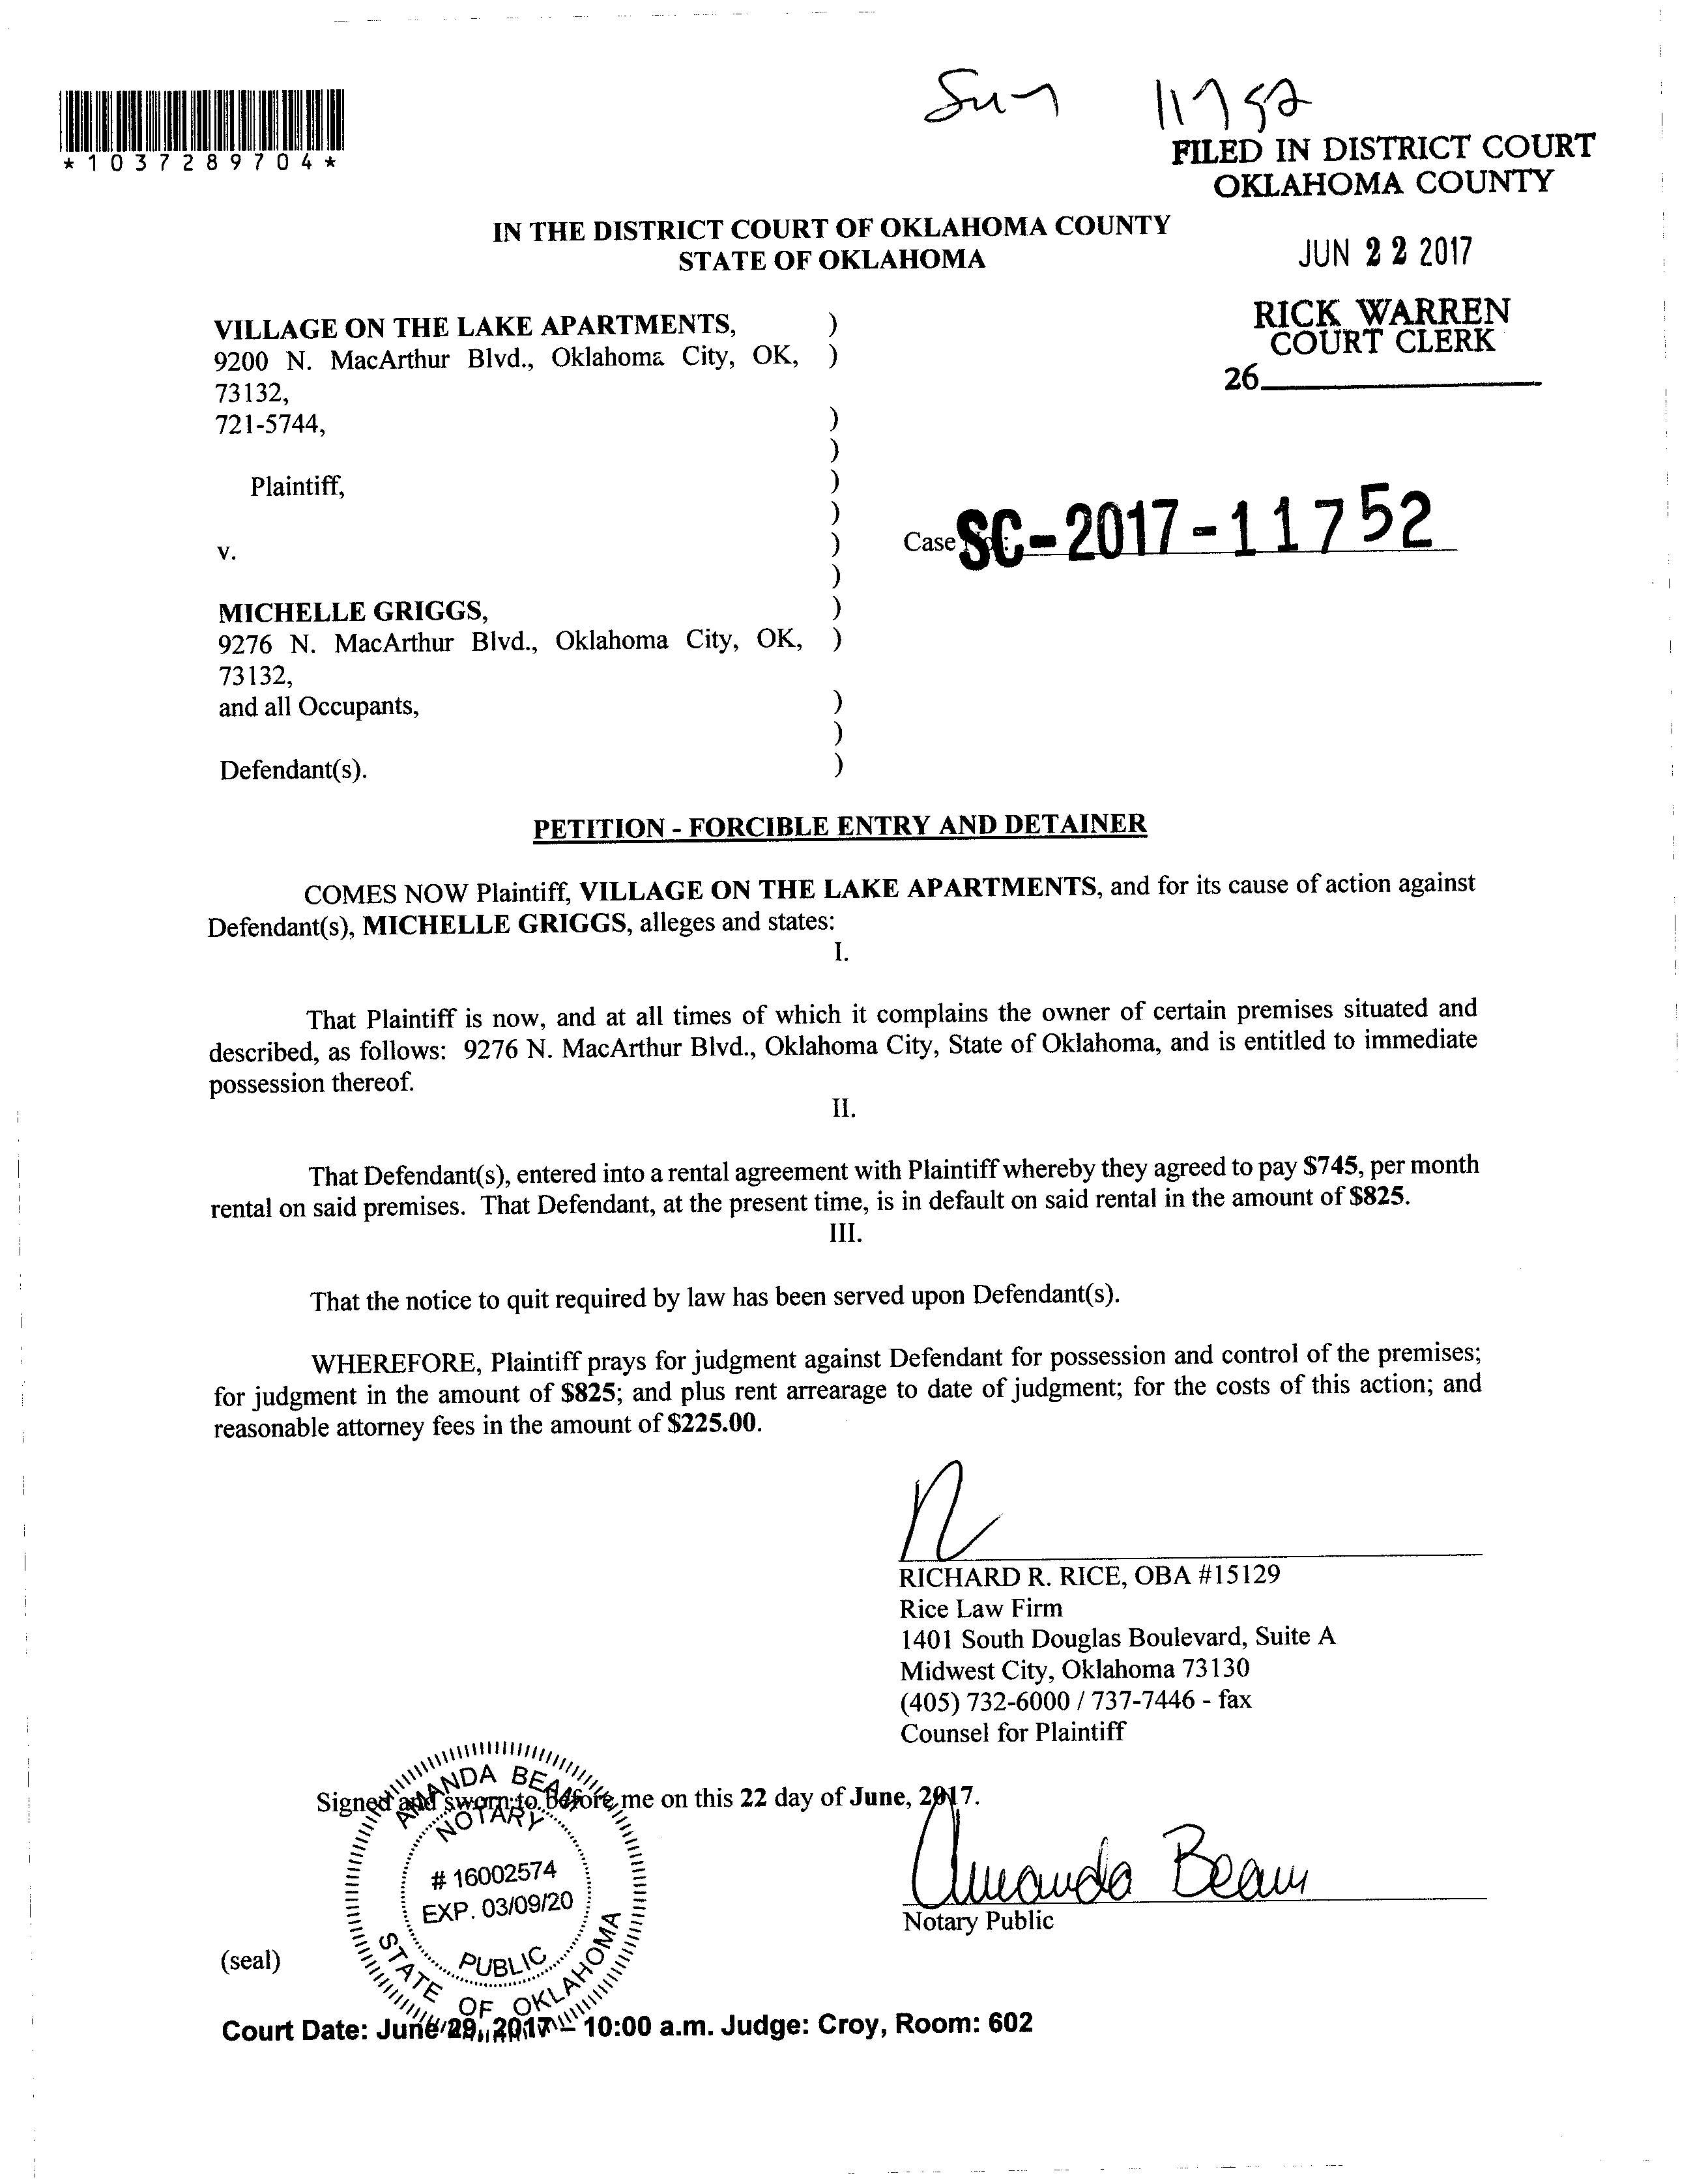 Sum 11752
*1037289704*
FILED IN DISTRICT COURT
OKLAHOMA COUNTY
IN THE DISTRICT COURT OF OKLAHOMA COUNTY
STATE OF OKLAHOMA
JUN 22 2017
RICK WARREN
COURT CLERK
26
VILLAGE ON THE LAKE APARTMENTS, )
9200 N. MacArthur Blvd., Oklahoma City, OK, )
73132,
721-5744, )
)
Plaintiff, )
)
v. )
Case No.: SC-2017-11752
)
MICHELLE GRIGGS, )
9276 N. MacArthur Blvd., Oklahoma City, OK, )
73132,
and all Occupants, )
)
Defendant(s). )
PETITION - FORCIBLE ENTRY AND DETAINER
COMES NOW Plaintiff, VILLAGE ON THE LAKE APARTMENTS, and for its cause of action against
Defendant(s), MICHELLE GRIGGS, alleges and states:
I.
That Plaintiff is now, and at all times of which it complains the owner of certain premises situated and
described, as follows: 9276 N. MacArthur Blvd., Oklahoma City, State of Oklahoma, and is entitled to immediate
possession thereof.
II.
That Defendant(s), entered into a rental agreement with Plaintiff whereby they agreed to pay $745, per month
rental on said premises. That Defendant, at the present time, is in default on said rental in the amount of $825.
III.
That the notice to quit required by law has been served upon Defendant(s).
WHEREFORE, Plaintiff prays for judgment against Defendant for possession and control of the premises;
for judgment in the amount of $825; and plus rent arrearage to date of judgment; for the costs of this action; and
reasonable attorney fees in the amount of $225.00.
RICHARD R. RICE, OBA #15129
Rice Law Firm
1401 South Douglas Boulevard, Suite A
Midwest City, Oklahoma 73130
(405) 732-6000 / 737-7446 - fax
Counsel for Plaintiff
Signed and sworn to before me on this 22 day of June, 2017.
AMANDA BEAM
NOTARY
# 16002574
EXP. 03/09/20
PUBLIC
STATE OF OKLAHOMA
Amanda Beam
Notary Public
(seal)
Court Date: June 29, 2017 - 10:00 a.m. Judge: Croy, Room: 602